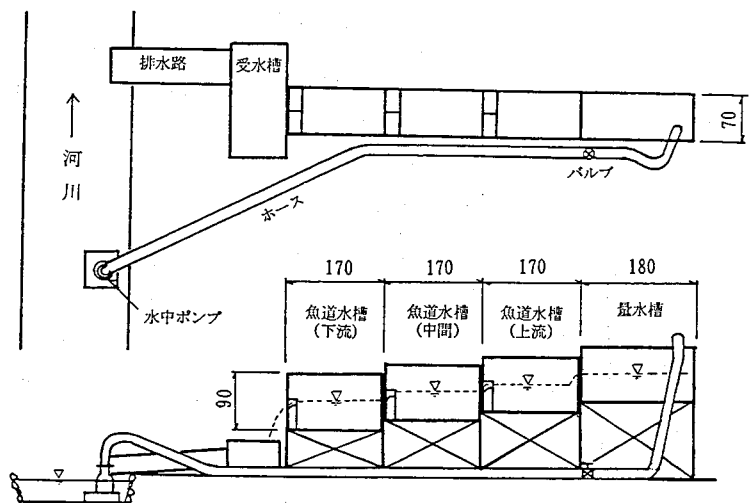 排水路
受水槽
70
河川
バルブ
ホース
水中ポンプ
170
170
170
180
魚道水槽
(下流)
魚道水槽
(中間)
魚道水槽
(上流)
量水槽
90